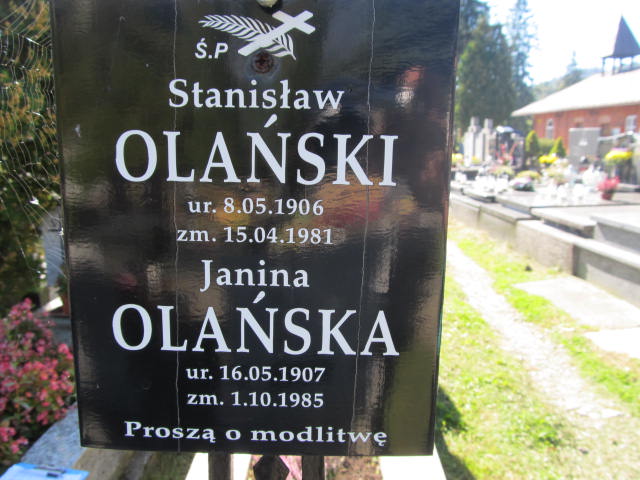 Ś.P
Stanisław
OLAŃSKI
ur. 8.05.1906
zm. 15.04.1981
Janina
OLAŃSKA
ur. 16.05.1907
zm. 1.10.1985
Proszą o modlitwę